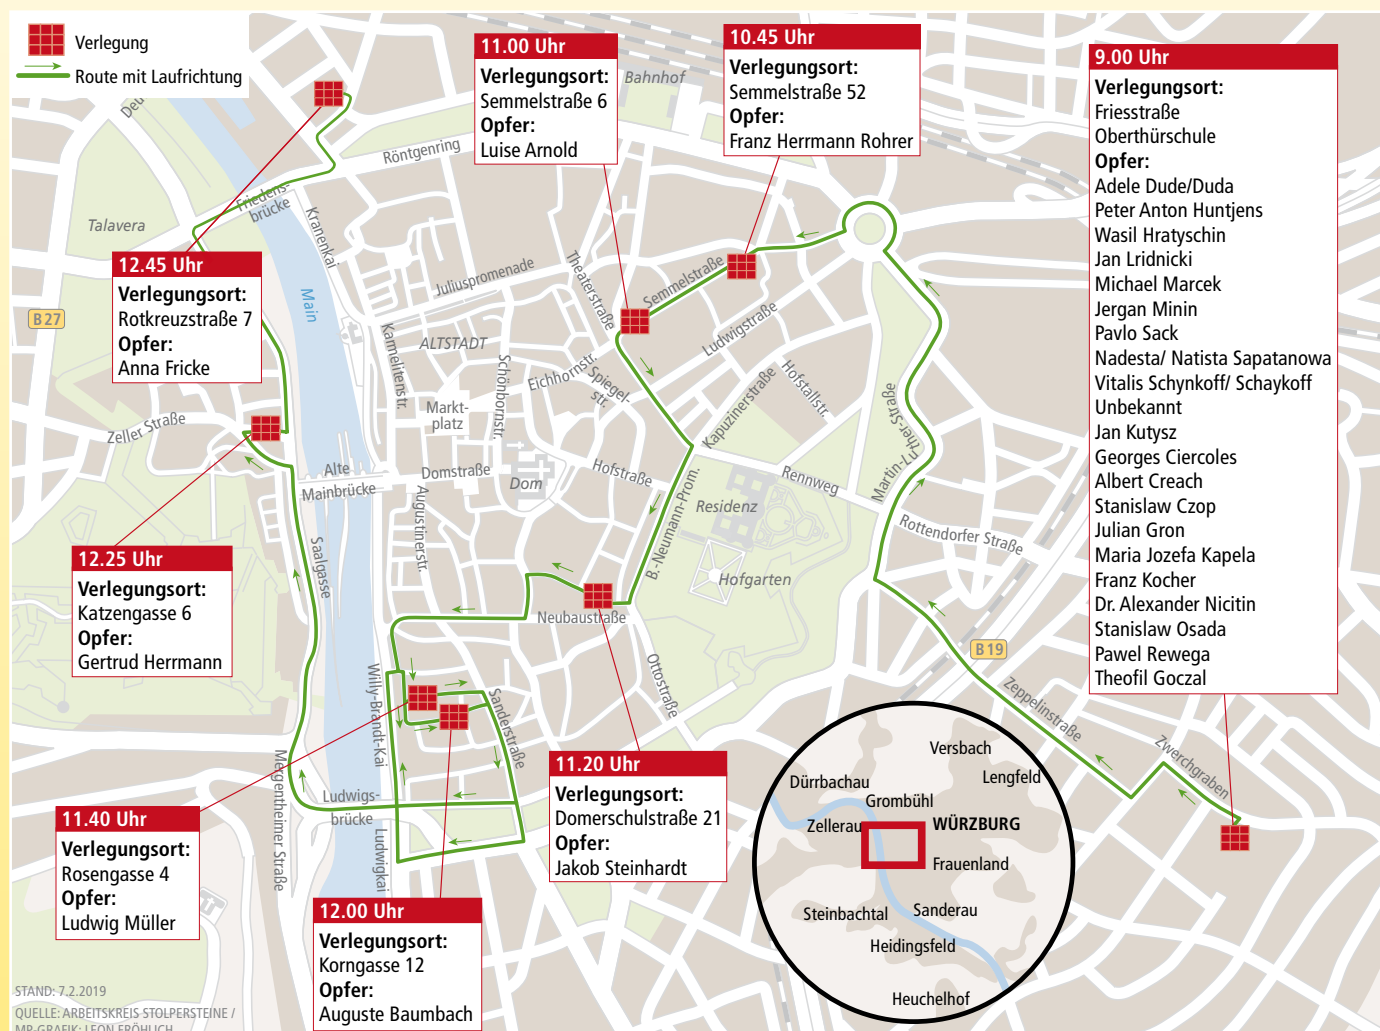 Verlegung
Route mit Laufrichtung
11.00 Uhr
Verlegungsort:
Semmelstraße 6
Opfer:
Luise Arnold
10.45 Uhr
Verlegungsort:
Semmelstraße 52
Opfer:
Franz Herrmann Rohrer
9.00 Uhr
Verlegungsort:
Friesstraße
Oberthürschule
Opfer:
Adele Dude/Duda
Peter Anton Huntjens
Wasil Hratyschin
Jan Lridnicki
Michael Marcek
Jergan Minin
Pavlo Sack
Nadesta/ Natista Sapatanowa
Vitalis Schynkoff/ Schaykoff
Unbekannt
Jan Kutysz
Georges Ciercoles
Albert Creach
Stanislaw Czop
Julian Gron
Maria Jozefa Kapela
Franz Kocher
Dr. Alexander Nicitin
Stanislaw Osada
Pawel Rewega
Theofil Goczal
12.45 Uhr
Verlegungsort:
Rotkreuzstraße 7
Opfer:
Anna Fricke
12.25 Uhr
Verlegungsort:
Katzengasse 6
Opfer:
Gertrud Herrmann
11.40 Uhr
Verlegungsort:
Rosengasse 4
Opfer:
Ludwig Müller
12.00 Uhr
Verlegungsort:
Korngasse 12
Opfer:
Auguste Baumbach
11.20 Uhr
Verlegungsort:
Domerschulstraße 21
Opfer:
Jakob Steinhardt
Bahnhof
Röntgenring
Friedens-
brücke
Talavera
Kranenkai
Main
Juliuspromenade
Theaterstraße
Semmelstraße
Ludwigstraße
B27
ALTSTADT
Karmelitenstr.
Schönbornstr.
Eichhornstr.
Spiegel-
str.
Hofstallstr.
Kapuzinerstraße
Martin-Luther-Straße
Markt-
platz
Zeller Straße
Alte
Mainbrücke
Domstraße
Dom
Hofstraße
Augustinerstr.
B.-Neumann-Prom.
Residenz
Rennweg
Rottendorfer Straße
Hofgarten
Saalgasse
Neubaustraße
Ottostraße
B19
Zeppelinstraße
Zwerchgraben
Willy-Brandt-Kai
Sanderstraße
Mergentheimer Straße
Ludwigs-
brücke
Ludwigkai
Versbach
Lengfeld
Dürrbachau
Grombühl
Zellerau
WÜRZBURG
Frauenland
Steinbachtal
Sanderau
Heidingsfeld
Heuchelhof
STAND: 7.2.2019
QUELLE: ARBEITSKREIS STOLPERSTEINE /
MP-GRAFIK: LEON FRÖHLICH